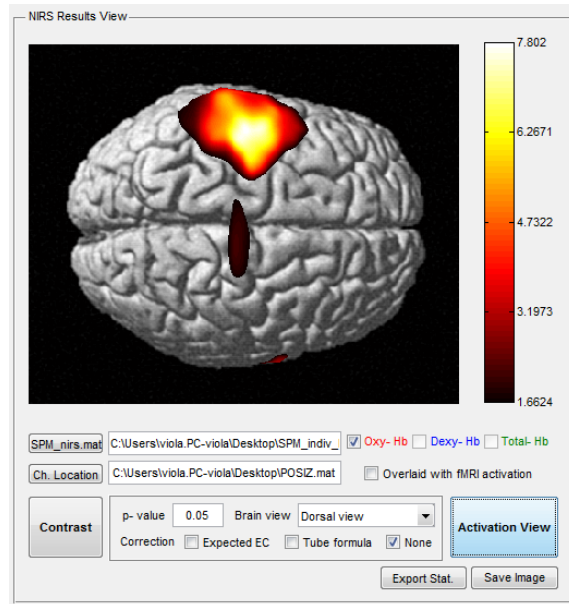 NIRS Results View
7.802
6.2671
4.7322
3.1973
1.6624
SPM_nirs.mat C:\Users\viola.PC-viola\Desktop\SPM_indiv_ Oxy- Hb Dexy- Hb Total- Hb
Ch. Location C:\Users\viola.PC-viola\Desktop\POSIZ.mat Overlaid with fMRI activation
Contrast
p- value 0.05 Brain view Dorsal view
Correction Expected EC Tube formula None
Activation View
Export Stat. Save Image